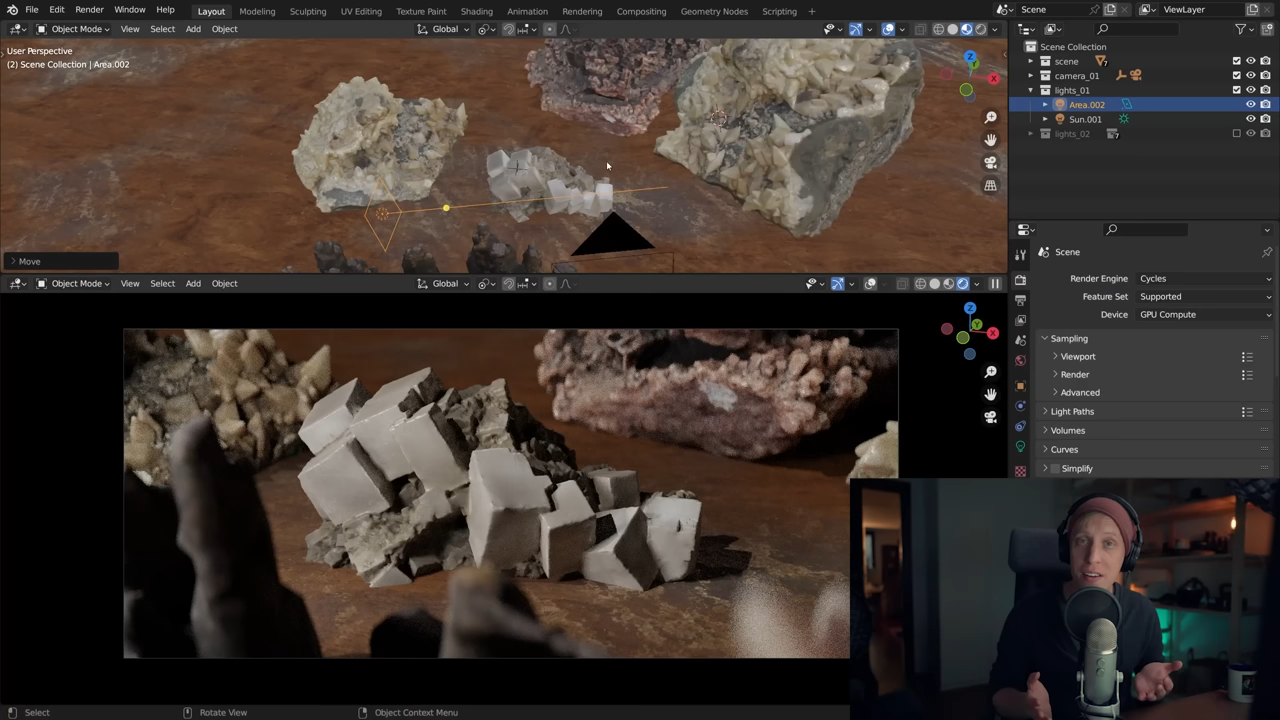 File Edit Render Window Help Layout Modeling Sculpting UV Editing Texture Paint Shading Animation Rendering Compositing Geometry Nodes Scripting Scene ViewLayer
Object Mode View Select Add Object Global
User Perspective
(2) Scene Collection | Area.002
X
Move
Object Mode View Select Add Object Global
Z
Y
X
Scene Collection
scene
camera_01
lights_01
Area.002
Sun.001
lights_02
Scene
Render Engine Cycles
Feature Set Supported
Device GPU Compute
Sampling
Viewport
Render
Advanced
Light Paths
Volumes
Curves
Simplify
Select Rotate View Object Context Menu